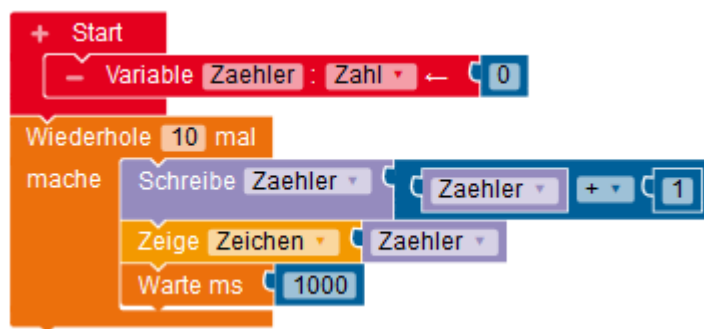 + Start
– Variable Zaehler : Zahl ← 0
Wiederhole 10 mal
mache Schreibe Zaehler Zaehler + 1
Zeige Zeichen Zaehler
Warte ms 1000